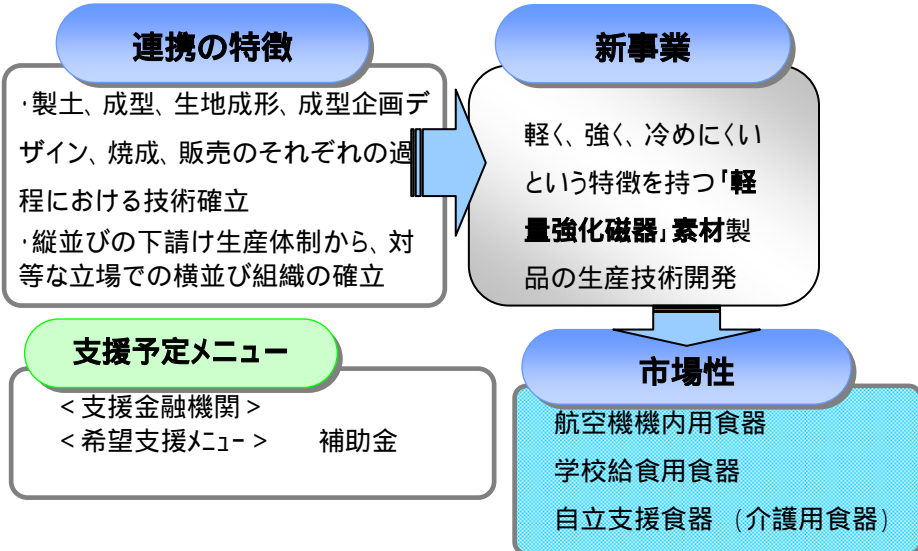 連携の特徴
・製土、成型、生地成形、成型企画デ
ザイン、焼成、販売のそれぞれの過
程における技術確立
・縦並びの下請け生産体制から、対
等な立場での横並び組織の確立
新事業
軽く、強く、冷めにくい
という特徴を持つ「軽
量強化磁器」素材製
品の生産技術開発
支援予定メニュー
<支援金融機関>
<希望支援メニュー>　補助金
市場性
航空機機内用食器
学校給食用食器
自立支援食器 (介護用食器)